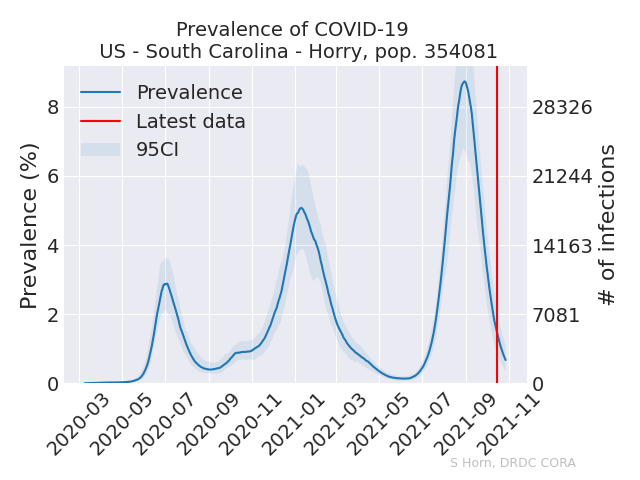 Prevalence of COVID-19
US - South Carolina - Horry, pop. 354081
Prevalence
Latest data
95CI
Prevalence (%)
8
6
4
2
0
28326
21244
14163
7081
0
# of infections
2020-03
2020-05
2020-07
2020-09
2020-11
2021-01
2021-03
2021-05
2021-07
2021-09
2021-11
S Horn, DRDC CORA